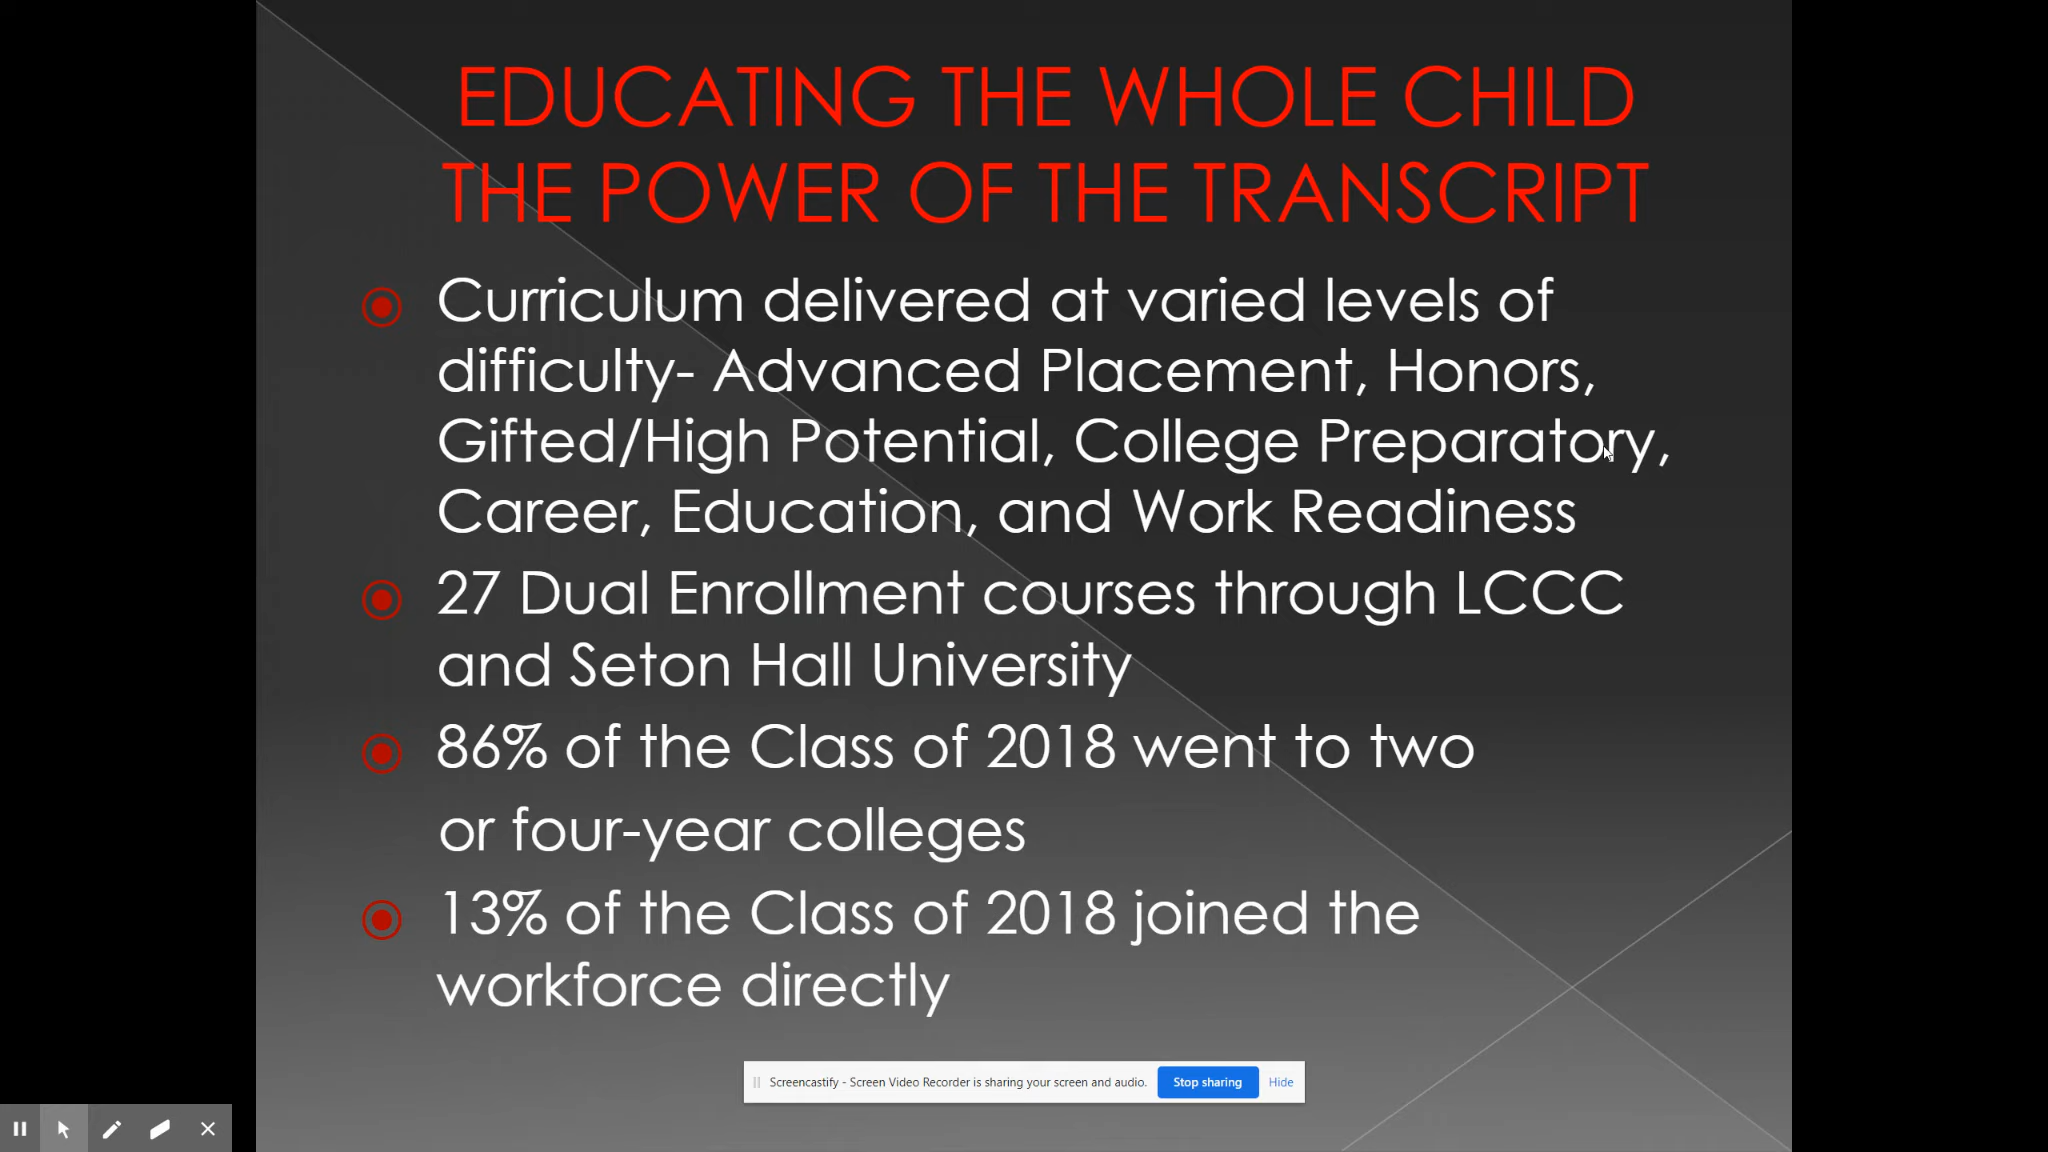 EDUCATING THE WHOLE CHILD
THE POWER OF THE TRANSCRIPT
Curriculum delivered at varied levels of
difficulty- Advanced Placement, Honors,
Gifted/High Potential, College Preparatory,
Career, Education, and Work Readiness
27 Dual Enrollment courses through LCCC
and Seton Hall University
86% of the Class of 2018 went to two
or four-year colleges
13% of the Class of 2018 joined the
workforce directly
Screencastify - Screen Video Recorder is sharing your screen and audio. Stop sharing Hide